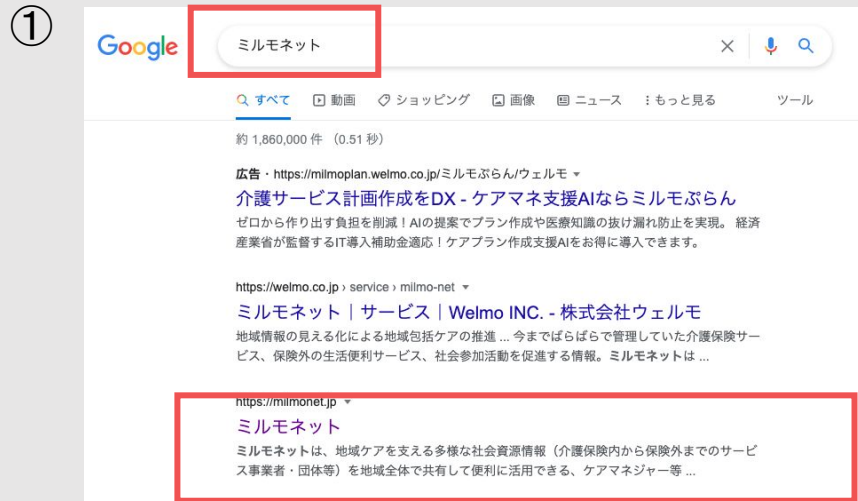 ①
Google
ミルモネット
すべて 動画 ショッピング 画像 ニュース もっと見る ツール
約 1,860,000 件 （0.51 秒）
広告・https://milmoplan.welmo.co.jp/ミルモぷらん/ウェルモ
介護サービス計画作成をDX - ケアマネ支援AIならミルモぷらん
ゼロから作り出す負担を削減！AIの提案でプラン作成や医療知識の抜け漏れ防止を実現。 経済
産業省が監督するIT導入補助金適応！ケアプラン作成支援AIをお得に導入できます。
https://welmo.co.jp › service › milmo-net
ミルモネット｜サービス｜Welmo INC. - 株式会社ウェルモ
地域情報の見える化による地域包括ケアの推進 ... 今までばらばらで管理していた介護保険サー
ビス、保険外の生活便利サービス、社会参加活動を促進する情報。ミルモネットは ...
https://milmonet.jp
ミルモネット
ミルモネットは、地域ケアを支える多様な社会資源情報（介護保険内から保険外までのサービ
ス事業者・団体等）を地域全体で共有して便利に活用できる、ケアマネジャー等 ...